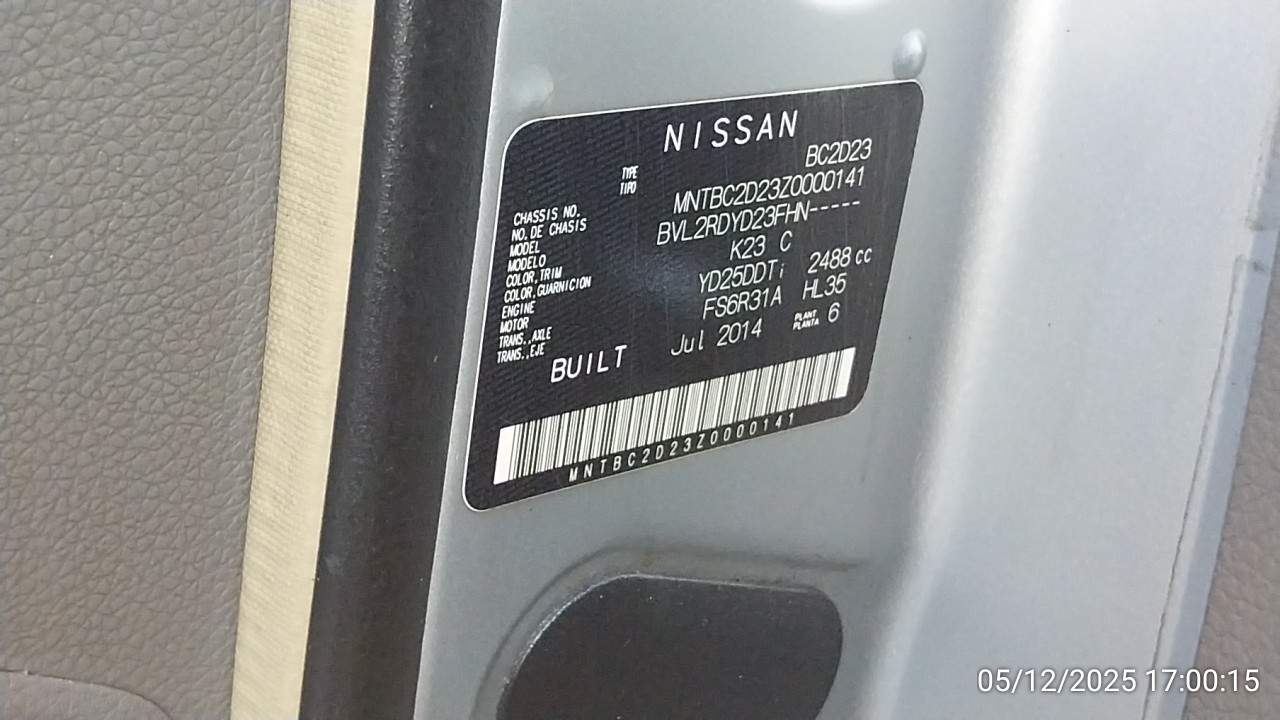 NISSAN
TYPE BC2D23
TIPO
CHASSIS NO. MNTBC2D23Z0000141
NO. DE CHASIS
MODEL BVL2RDYD23FHN-----
MODELO
COLOR,TRIM K23 C
COLOR,GUARNICION
ENGINE YD25DDTi 2488 cc
MOTOR
TRANS.,AXLE FS6R31A HL35
TRANS.,EJE
BUILT Jul 2014 PLANT PLANTA 6
MNTBC2D23Z0000141
05/12/2025 17:00:15